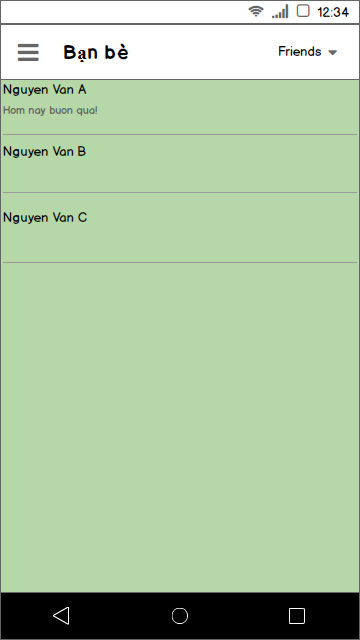 12:34
Bạn bè
Friends
Nguyen Van A
Hom nay buon qua!
Nguyen Van B
Nguyen Van C